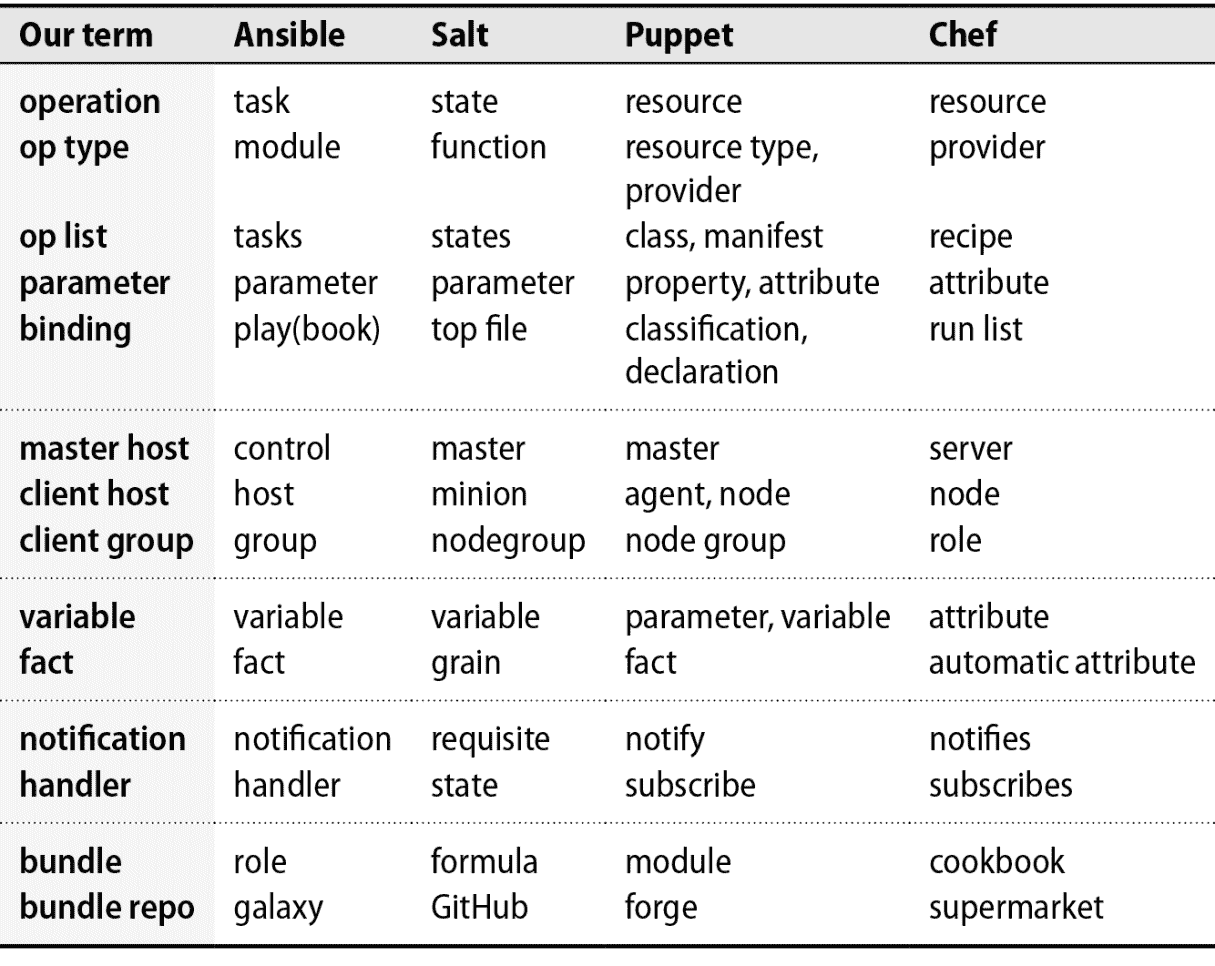 Our term Ansible Salt Puppet Chef
operation task state resource resource
op type module function resource type, provider
provider
op list tasks states class, manifest recipe
parameter parameter parameter property, attribute attribute
binding play(book) top file classification, run list
declaration
master host control master master server
client host host minion agent, node node
client group group nodegroup node group role
variable variable variable parameter, variable attribute
fact fact grain fact automatic attribute
notification notification requisite notify notifies
handler handler state subscribe subscribes
bundle role formula module cookbook
bundle repo galaxy GitHub forge supermarket